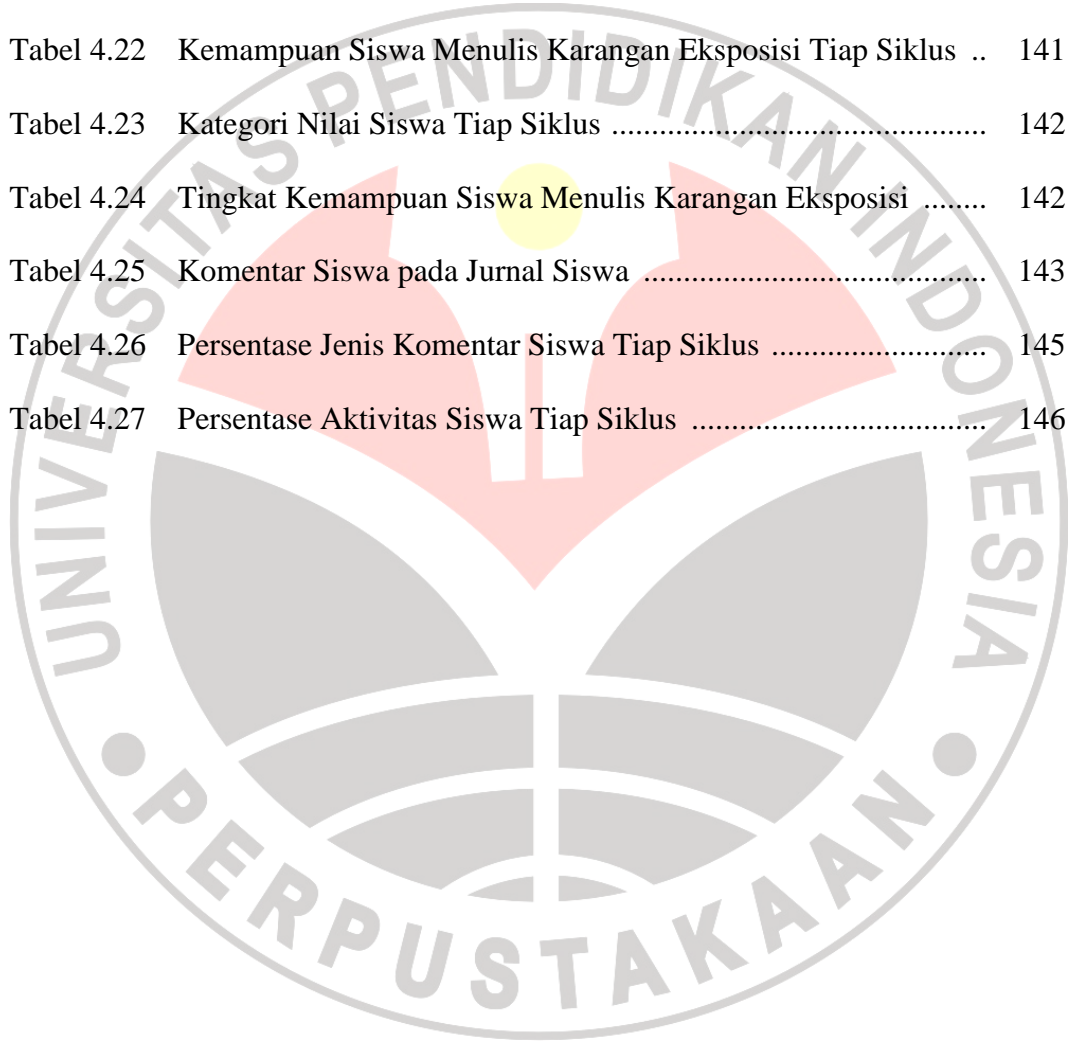 Tabel 4.22 Kemampuan Siswa Menulis Karangan Eksposisi Tiap Siklus .. 141
Tabel 4.23 Kategori Nilai Siswa Tiap Siklus ............................................... 142
Tabel 4.24 Tingkat Kemampuan Siswa Menulis Karangan Eksposisi ........ 142
Tabel 4.25 Komentar Siswa pada Jurnal Siswa ........................................... 143
Tabel 4.26 Persentase Jenis Komentar Siswa Tiap Siklus ........................... 145
Tabel 4.27 Persentase Aktivitas Siswa Tiap Siklus ..................................... 146
UNIVERSITAS PENDIDIKAN INDONESIA
PERPUSTAKAAN